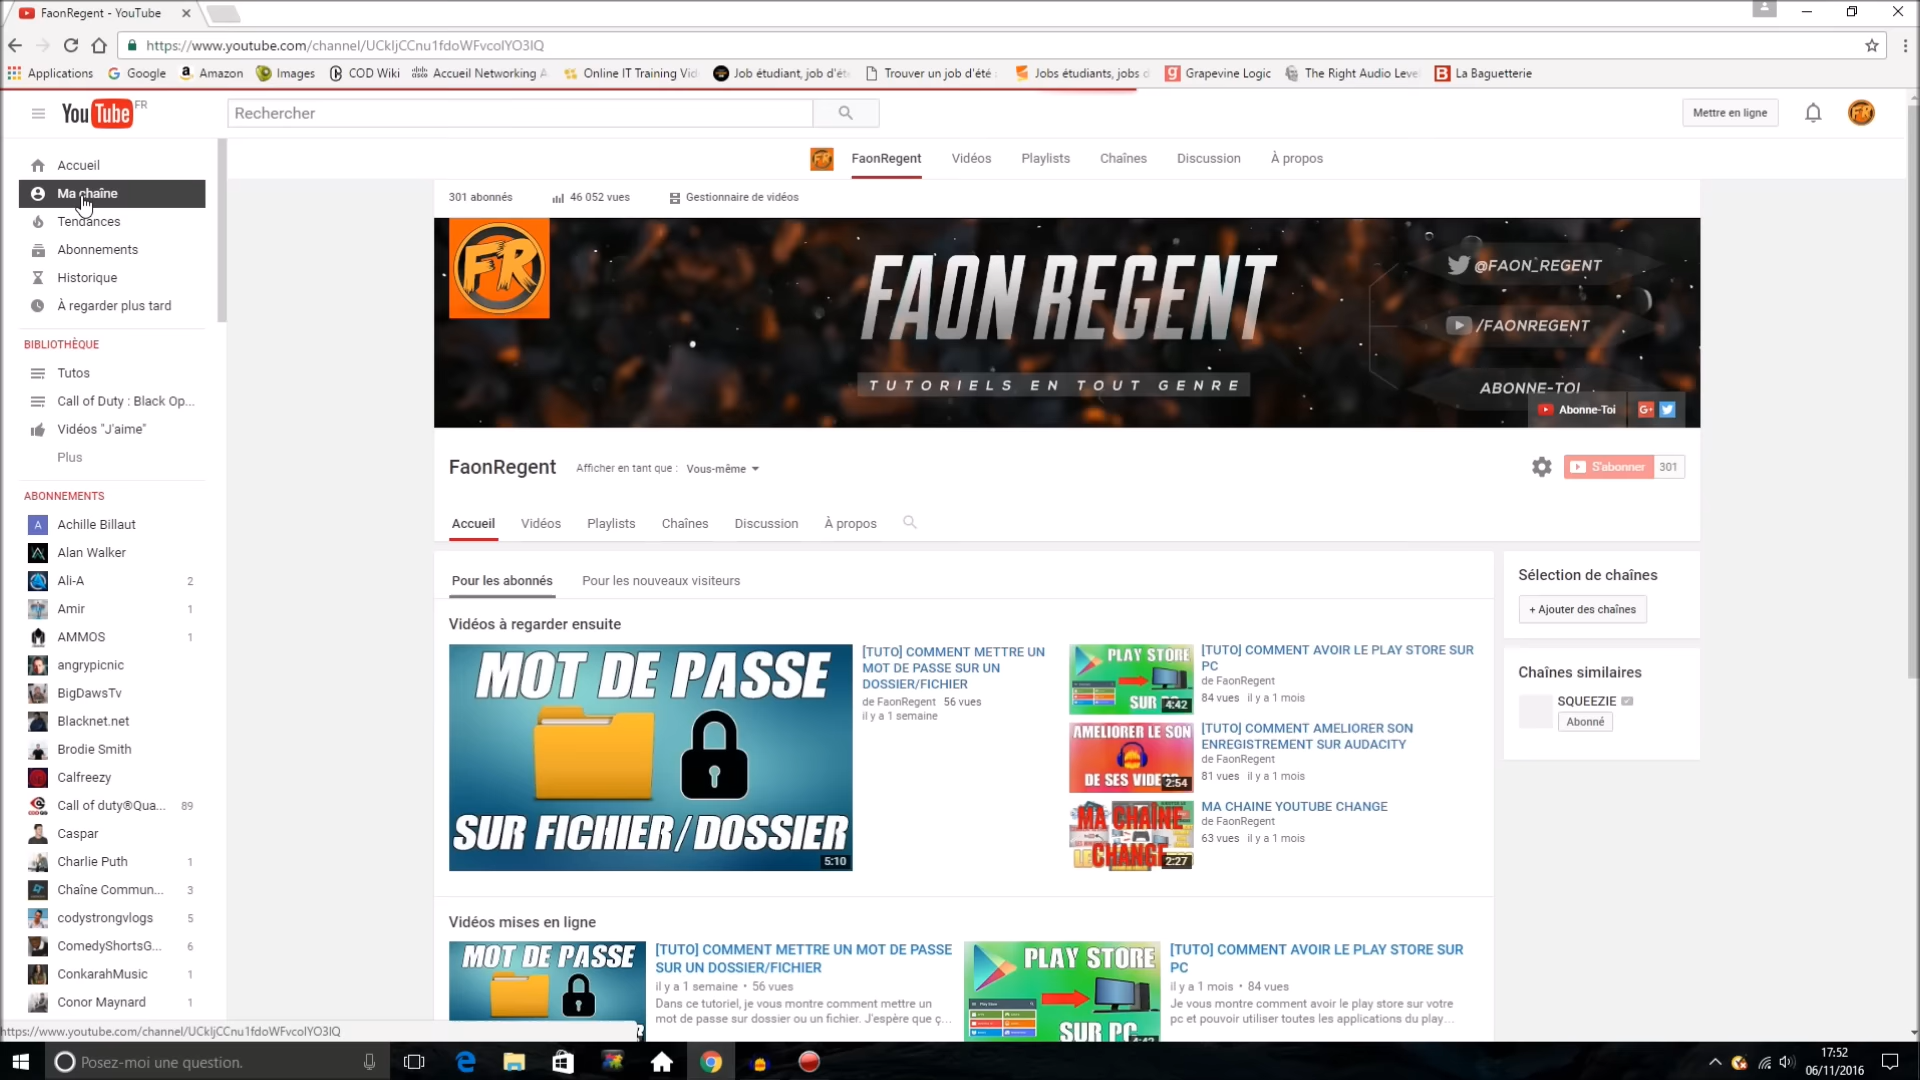 FaonRegent - YouTube
https://www.youtube.com/channel/UCkIjCCnu1fdoWFvcolYO3IQ
Applications Google Amazon Images COD Wiki Accueil Networking A Online IT Training Vid Job étudiant, job d'ét Trouver un job d'été Jobs étudiants, jobs d Grapevine Logic The Right Audio Leve La Baguetterie
YouTube FR
Rechercher
Mettre en ligne
Accueil
Ma chaîne
Tendances
Abonnements
Historique
À regarder plus tard
BIBLIOTHÈQUE
Tutos
Call of Duty : Black Op...
Vidéos "J'aime"
Plus
ABONNEMENTS
Achille Billaut
Alan Walker
Ali-A 2
Amir 1
AMMOS 1
angrypicnic
BigDawsTv
Blacknet.net
Brodie Smith
Calfreezy
Call of duty®Qua... 89
Caspar
Charlie Puth 1
Chaîne Commun... 3
codystrongvlogs 5
ComedyShortsG... 6
ConkarahMusic 1
Conor Maynard 1
FaonRegent Vidéos Playlists Chaînes Discussion À propos
301 abonnés 46 052 vues Gestionnaire de vidéos
FR
FAON REGENT
TUTORIELS EN TOUT GENRE
@FAON_REGENT
/FAONREGENT
ABONNE-TOI
Abonne-Toi
FaonRegent Afficher en tant que : Vous-même
S'abonner 301
Accueil Vidéos Playlists Chaînes Discussion À propos
Pour les abonnés Pour les nouveaux visiteurs
Vidéos à regarder ensuite
MOT DE PASSE
SUR FICHIER/DOSSIER
5:10
[TUTO] COMMENT METTRE UN
MOT DE PASSE SUR UN
DOSSIER/FICHIER
de FaonRegent 56 vues
il y a 1 semaine
PLAY STORE
SUR
4:42
[TUTO] COMMENT AVOIR LE PLAY STORE SUR
PC
de FaonRegent
84 vues il y a 1 mois
AMELIORER LE SON
DE SES VIDEO
2:54
[TUTO] COMMENT AMELIORER SON
ENREGISTREMENT SUR AUDACITY
de FaonRegent
81 vues il y a 1 mois
MA CHAÎNE
CHANGE
2:27
MA CHAINE YOUTUBE CHANGE
de FaonRegent
63 vues il y a 1 mois
Sélection de chaînes
+ Ajouter des chaînes
Chaînes similaires
SQUEEZIE
Abonné
Vidéos mises en ligne
MOT DE PASSE
[TUTO] COMMENT METTRE UN MOT DE PASSE
SUR UN DOSSIER/FICHIER
il y a 1 semaine • 56 vues
Dans ce tutoriel, je vous montre comment mettre un
mot de passe sur dossier ou un fichier. J'espère que ç...
PLAY STORE
SUR PC
4:42
[TUTO] COMMENT AVOIR LE PLAY STORE SUR
PC
il y a 1 mois • 84 vues
Je vous montre comment avoir le play store sur votre
pc et pouvoir utiliser toutes les applications du play...
https://www.youtube.com/channel/UCkIjCCnu1fdoWFvcolYO3IQ
Posez-moi une question.
17:52
06/11/2016